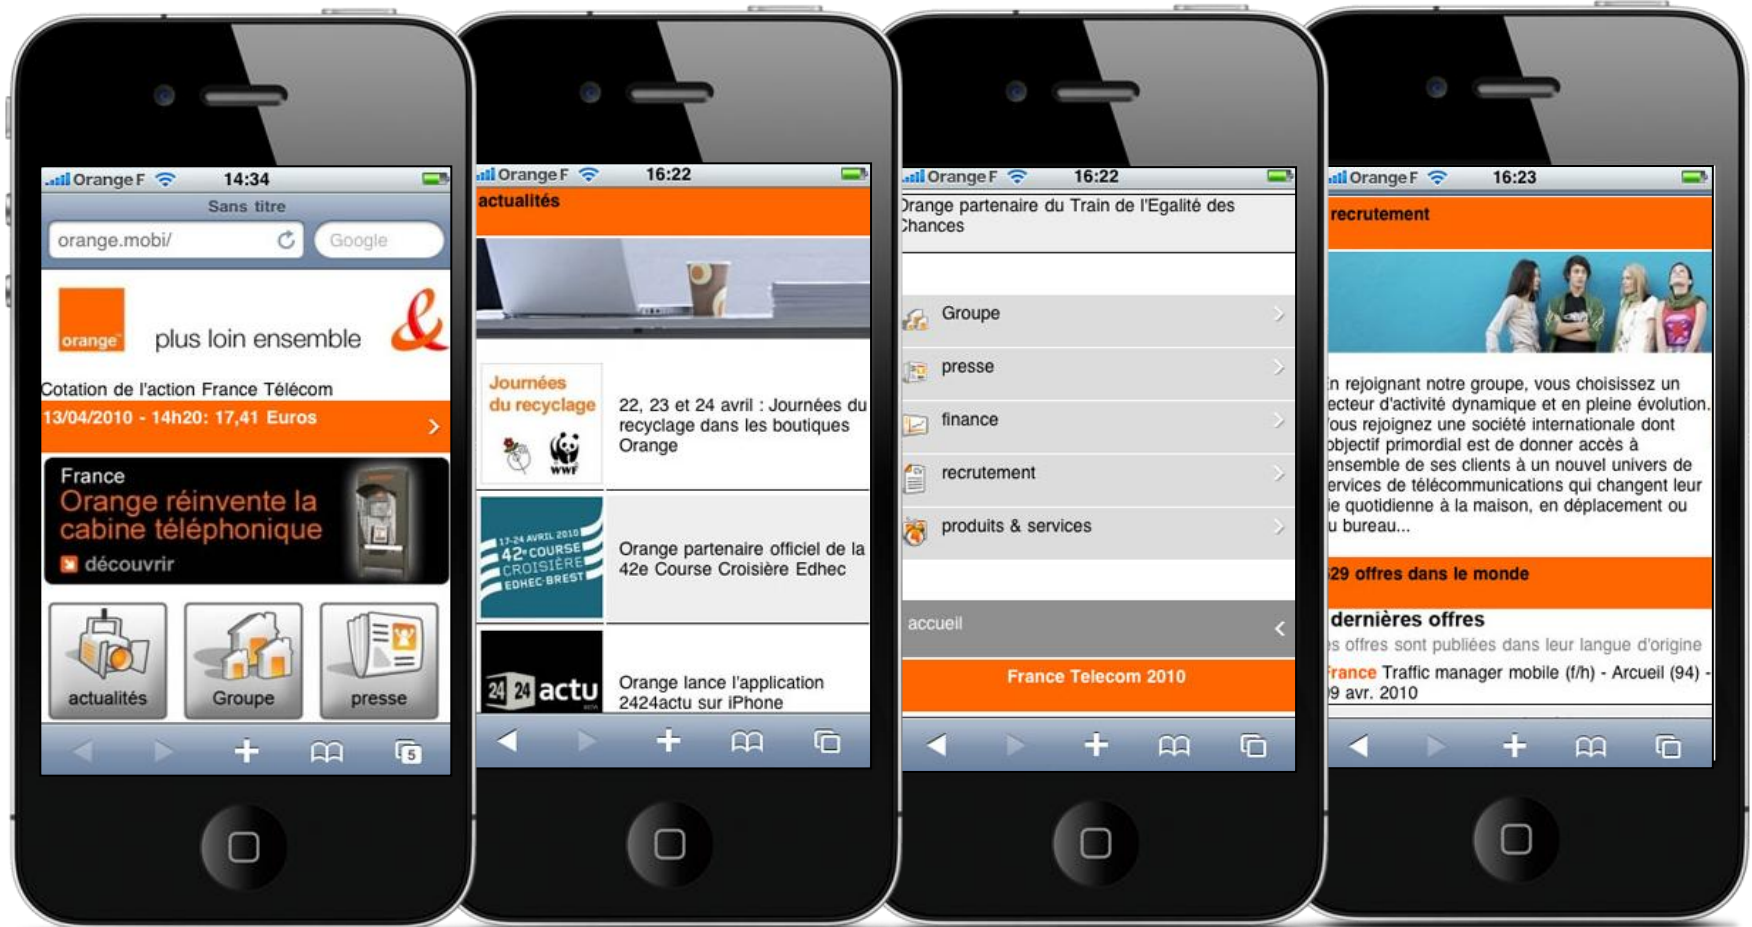 Orange F 14:34
Sans titre
orange.mobi/
Google
orange™
plus loin ensemble
&
Cotation de l'action France Télécom
13/04/2010 - 14h20: 17,41 Euros
France
Orange réinvente la
cabine téléphonique
découvrir
actualités
Groupe
presse
5
Orange F 16:22
actualités
Journées
du recyclage
WWF
22, 23 et 24 avril : Journées du
recyclage dans les boutiques
Orange
17-24 AVRIL 2010
42e COURSE
CROISIÈRE
EDHEC-BREST
Orange partenaire officiel de la
42e Course Croisière Edhec
24 24 actu
Orange lance l'application
2424actu sur iPhone
Orange F 16:22
Orange partenaire du Train de l'Egalité des
Chances
Groupe
presse
finance
recrutement
produits & services
accueil
France Telecom 2010
Orange F 16:23
recrutement
En rejoignant notre groupe, vous choisissez un
secteur d'activité dynamique et en pleine évolution.
Vous rejoignez une société internationale dont
objectif primordial est de donner accès à
ensemble de ses clients à un nouvel univers de
services de télécommunications qui changent leur
vie quotidienne à la maison, en déplacement ou
au bureau...
29 offres dans le monde
dernières offres
es offres sont publiées dans leur langue d'origine
France Traffic manager mobile (f/h) - Arcueil (94) -
09 avr. 2010